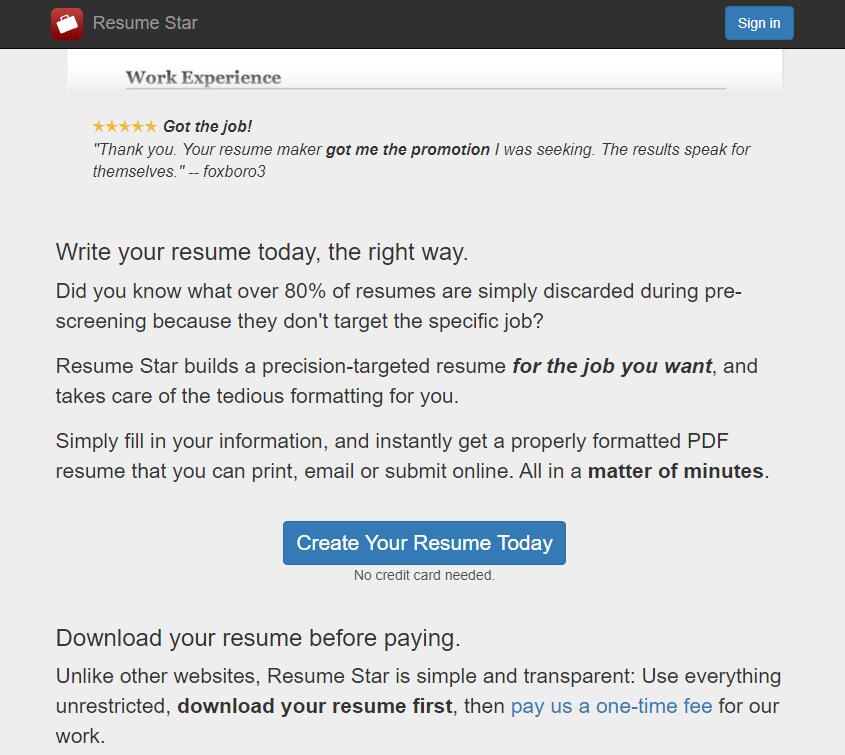 Resume Star
Sign in
Work Experience
★★★★★ Got the job!
"Thank you. Your resume maker got me the promotion I was seeking. The results speak for
themselves." -- foxboro3
Write your resume today, the right way.
Did you know what over 80% of resumes are simply discarded during pre-
screening because they don't target the specific job?
Resume Star builds a precision-targeted resume for the job you want, and
takes care of the tedious formatting for you.
Simply fill in your information, and instantly get a properly formatted PDF
resume that you can print, email or submit online. All in a matter of minutes.
Create Your Resume Today
No credit card needed.
Download your resume before paying.
Unlike other websites, Resume Star is simple and transparent: Use everything
unrestricted, download your resume first, then pay us a one-time fee for our
work.